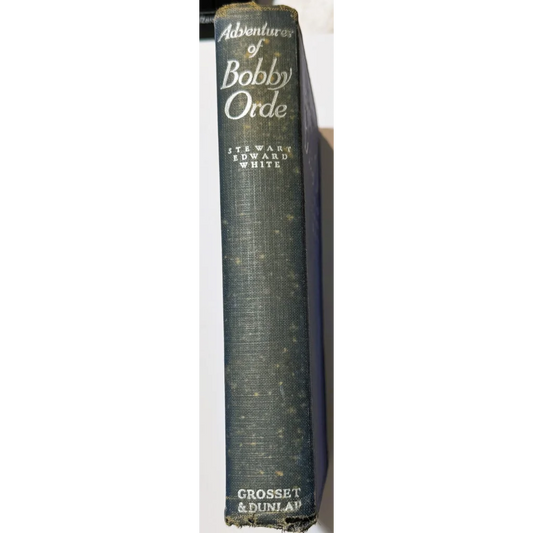 Adventures
of
Bobby
Orde
STEWART
EDWARD
WHITE
GROSSET
& DUNLAP